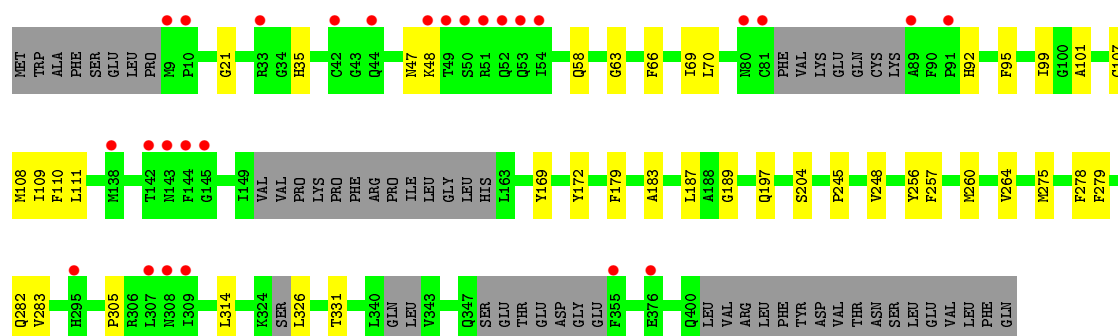 MET TRP ALA PHE SER GLU LEU PRO M9 P10 G21 R33 G34 H35 C42 G43 Q44 N47 K48 T49 S50 R51 Q52 Q53 I54 Q58 G63 F66 I69 L70 N80 C81 PHE VAL LYS GLU GLN CYS LYS A89 F90 P91 H92 F95 I99 G100 A101 C107
M108 I109 F110 L111 M138 T142 N143 F144 G145 I149 VAL VAL PRO LYS PRO PHE ARG PRO ILE LEU GLY LEU HIS L163 Y169 Y172 F179 A183 L187 A188 G189 Q197 S204 P245 V248 Y256 F257 M260 V264 M275 F278 F279
Q282 V283 H295 P305 R306 L307 N308 I309 L314 K324 SER L326 T331 L340 GLN LEU V343 Q347 SER GLU THR GLU ASP GLY GLU F355 E376 Q400 LEU VAL ARG LEU PHE TYR ASP VAL THR ASN SER LEU GLU VAL LEU PHE GLN